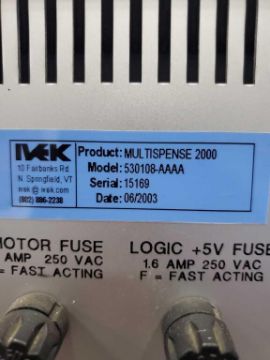 IVEK
10 Fairbanks Rd
N. Springfield, VT
ivek @ ivek.com
(802) 886-2238
Product: MULTISPENSE 2000
Model: 530108-AAAA
Serial: 15169
Date: 06/2003
MOTOR FUSE
AMP 250 VAC
= FAST ACTING
LOGIC +5V FUSE
1.6 AMP 250 VAC
F = FAST ACTING